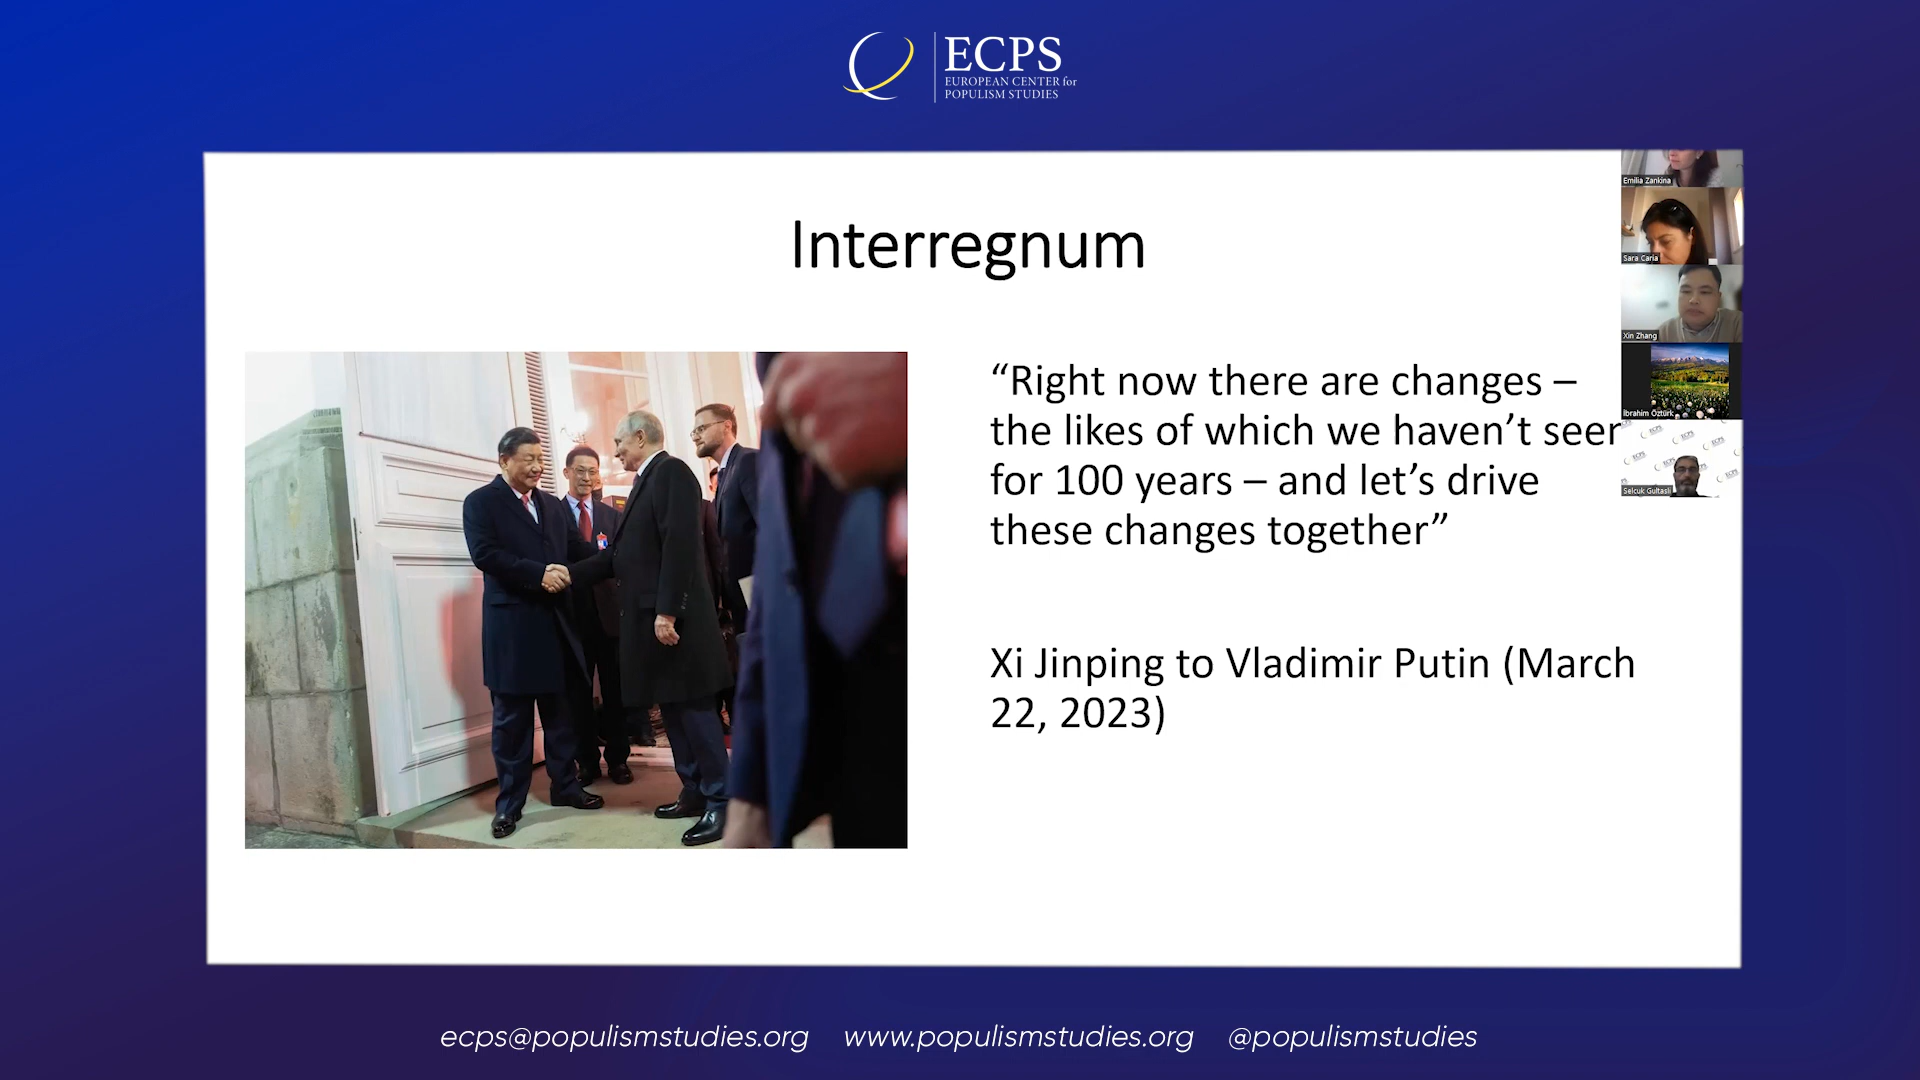 ECPS
EUROPEAN CENTER for
POPULISM STUDIES
Interregnum
“Right now there are changes –
the likes of which we haven’t seen
for 100 years – and let’s drive
these changes together”
Xi Jinping to Vladimir Putin (March
22, 2023)
Emilia Zankina
Sara Caria
Xin Zhang
İbrahim Öztürk
Selcuk Gultasli
ecps@populismstudies.org www.populismstudies.org @populismstudies